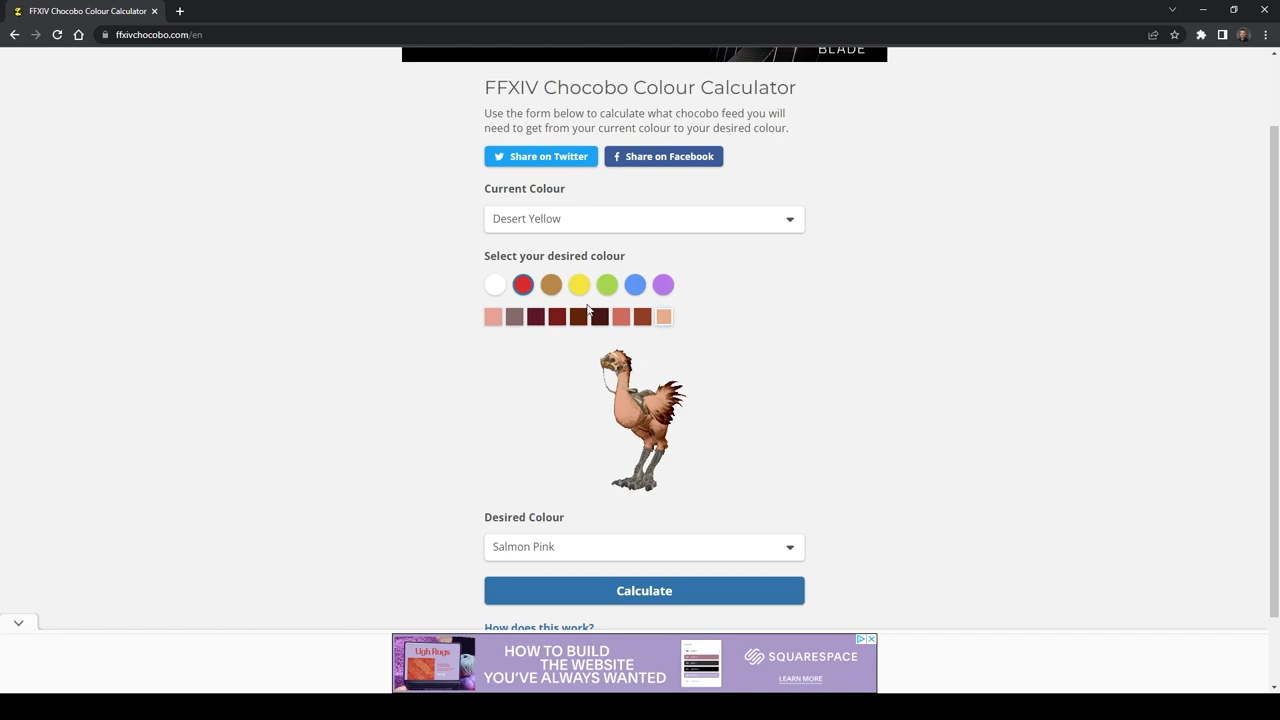 FFXIV Chocobo Colour Calculator
ffxivchocobo.com/en
BLADE
FFXIV Chocobo Colour Calculator
Use the form below to calculate what chocobo feed you will
need to get from your current colour to your desired colour.
Share on Twitter
Share on Facebook
Current Colour
Desert Yellow
Select your desired colour
Desired Colour
Salmon Pink
Calculate
How does this work?
Ugh Rugs
HOW TO BUILD
THE WEBSITE
YOU'VE ALWAYS WANTED
SQUARESPACE
LEARN MORE